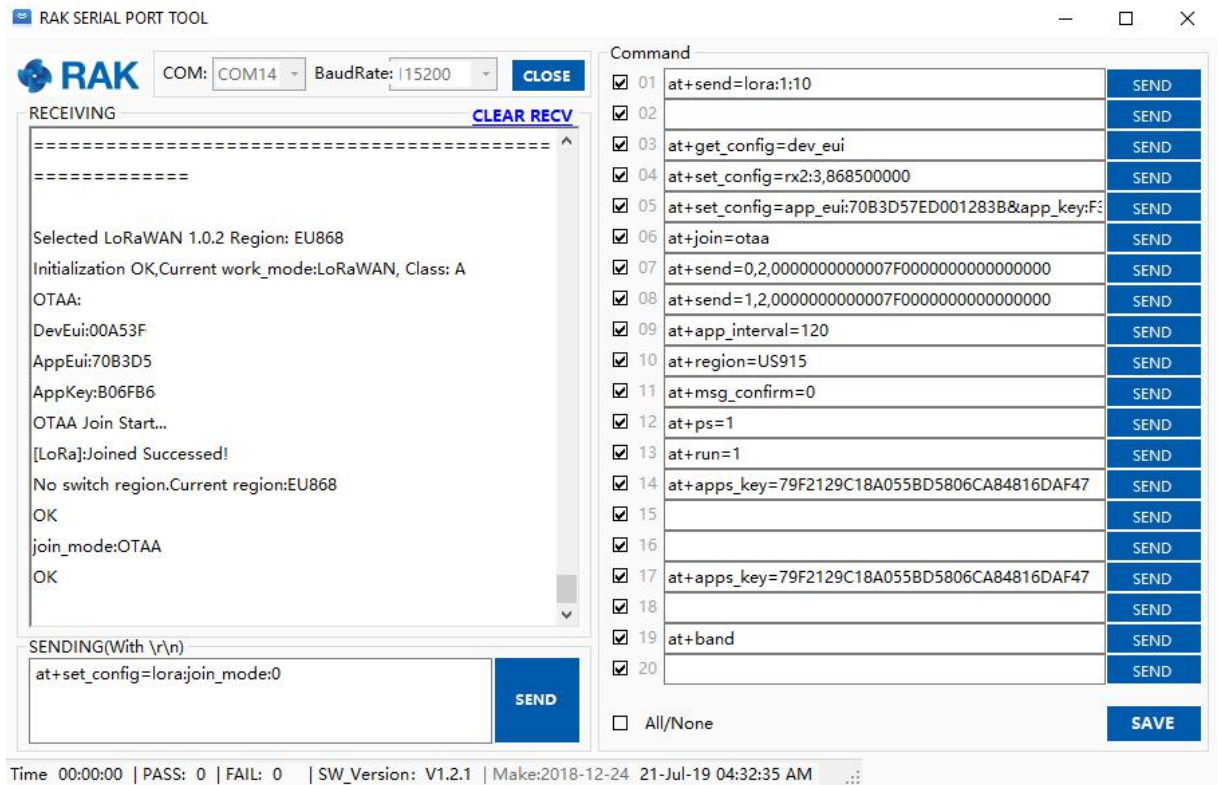 RAK SERIAL PORT TOOL
RAK
COM: COM14
BaudRate: 115200
CLOSE
RECEIVING
CLEAR RECV
===========================================
=============
Selected LoRaWAN 1.0.2 Region: EU868
Initialization OK,Current work_mode:LoRaWAN, Class: A
OTAA:
DevEui:00A53F
AppEui:70B3D5
AppKey:B06FB6
OTAA Join Start...
[LoRa]:Joined Successed!
No switch region.Current region:EU868
OK
join_mode:OTAA
OK
SENDING(With \r\n)
at+set_config=lora:join_mode:0
SEND
Command
01 at+send=lora:1:10 SEND
02 SEND
03 at+get_config=dev_eui SEND
04 at+set_config=rx2:3,868500000 SEND
05 at+set_config=app_eui:70B3D57ED001283B&app_key:F3 SEND
06 at+join=otaa SEND
07 at+send=0,2,0000000000007F0000000000000000 SEND
08 at+send=1,2,0000000000007F0000000000000000 SEND
09 at+app_interval=120 SEND
10 at+region=US915 SEND
11 at+msg_confirm=0 SEND
12 at+ps=1 SEND
13 at+run=1 SEND
14 at+apps_key=79F2129C18A055BD5806CA84816DAF47 SEND
15 SEND
16 SEND
17 at+apps_key=79F2129C18A055BD5806CA84816DAF47 SEND
18 SEND
19 at+band SEND
20 SEND
All/None
SAVE
Time 00:00:00 | PASS: 0 | FAIL: 0 | SW_Version: V1.2.1 | Make:2018-12-24 21-Jul-19 04:32:35 AM